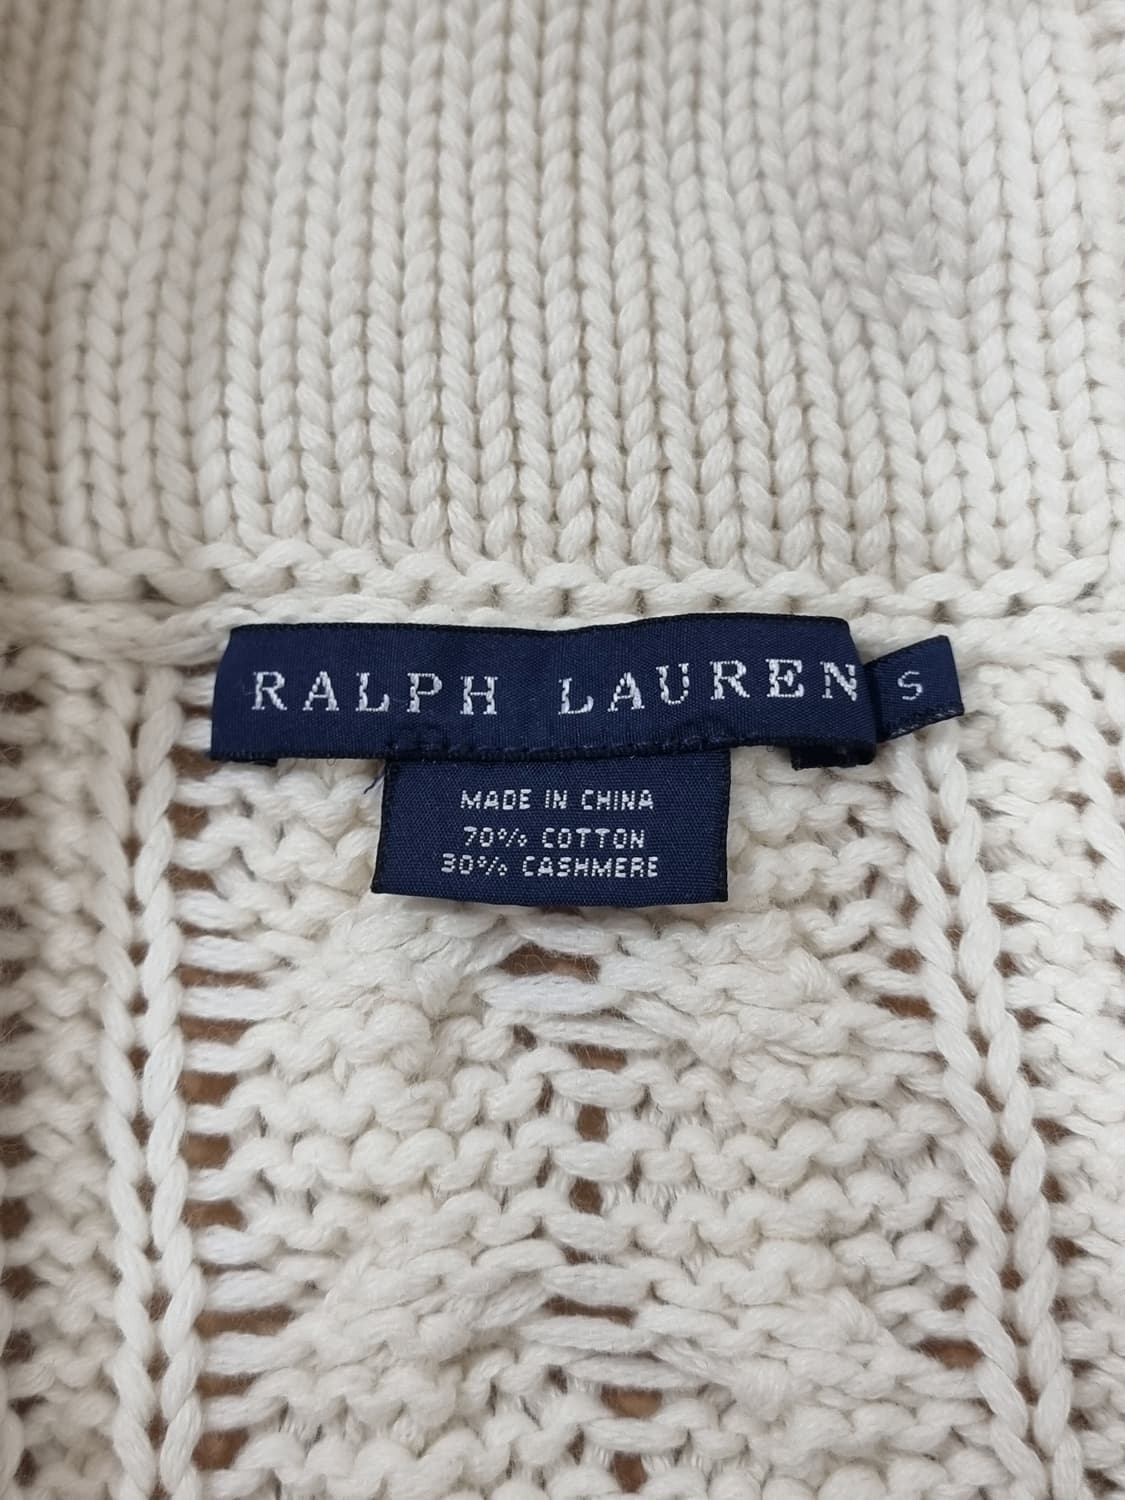 RALPH LAUREN
S
MADE IN CHINA
70% COTTON
30% CASHMERE